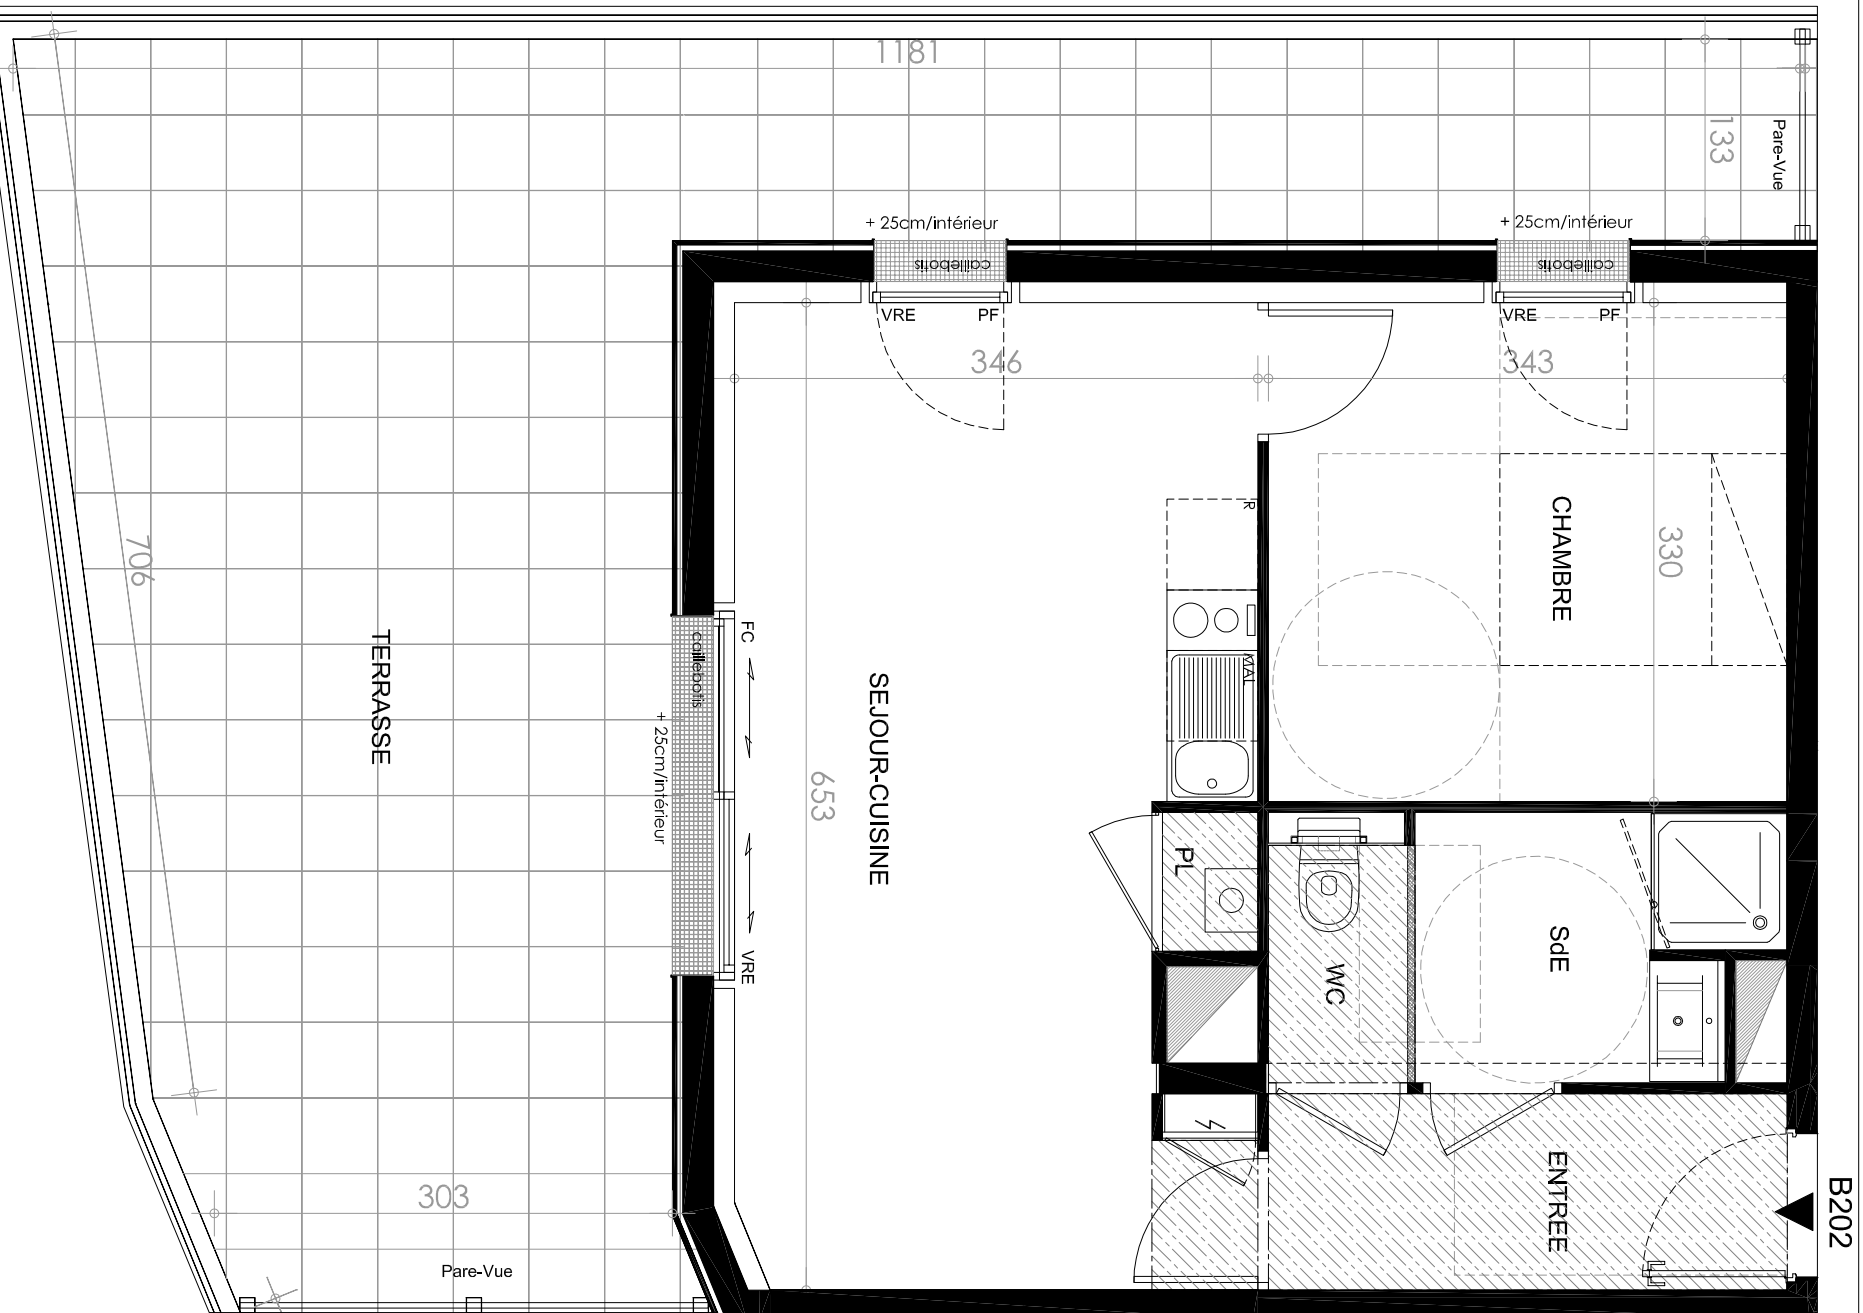 1181
133
Pare-Vue
+ 25cm/intérieur
+ 25cm/intérieur
caillebotis
caillebotis
VRE
PF
VRE
PF
346
343
R
CHAMBRE
330
706
TERRASSE
FC
caillebotis
+ 25cm/intérieur
VRE
653
SEJOUR-CUISINE
PL
WC
SdE
ENTREE
B202
303
Pare-Vue